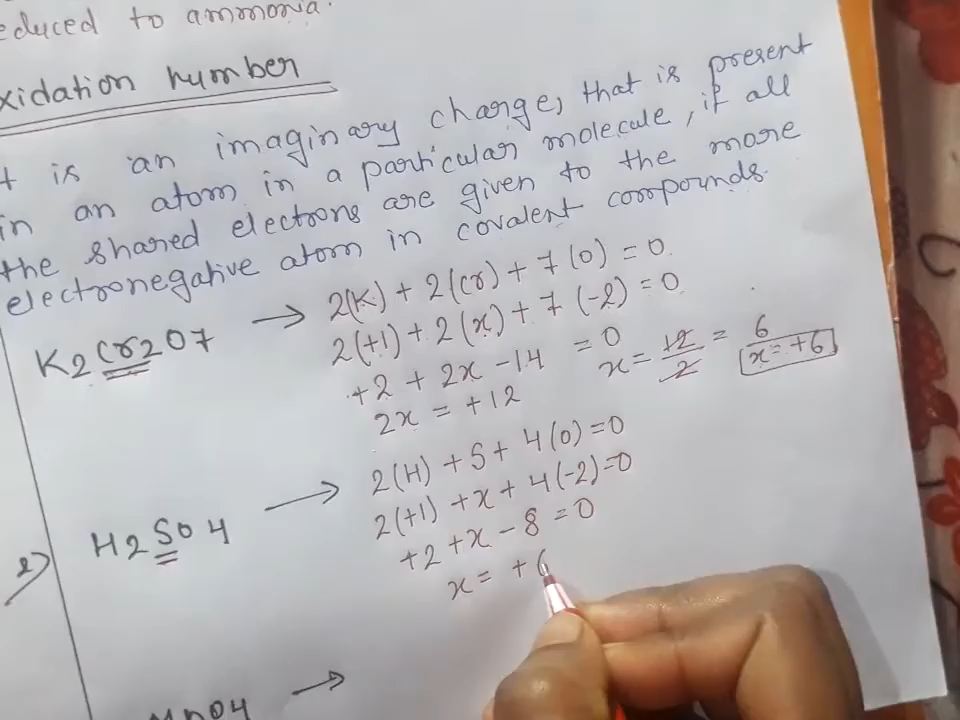 educed to ammonia.
xidation number
t is an imaginary charge, that is present
in an atom in a particular molecule, if all
the shared electrons are given to the more
electronegative atom in covalent compounds.
K2Cr2O7 → 2(K) + 2(Cr) + 7(O) = 0
2(+1) + 2(x) + 7(-2) = 0
+2 + 2x -14 = 0
2x = +12
x = +2/2 = 6
x = +6
2) H2SO4 → 2(H) + S + 4(O) = 0
2(+1) + x + 4(-2) = 0
+2 + x - 8 = 0
x = +6
MnO4 →